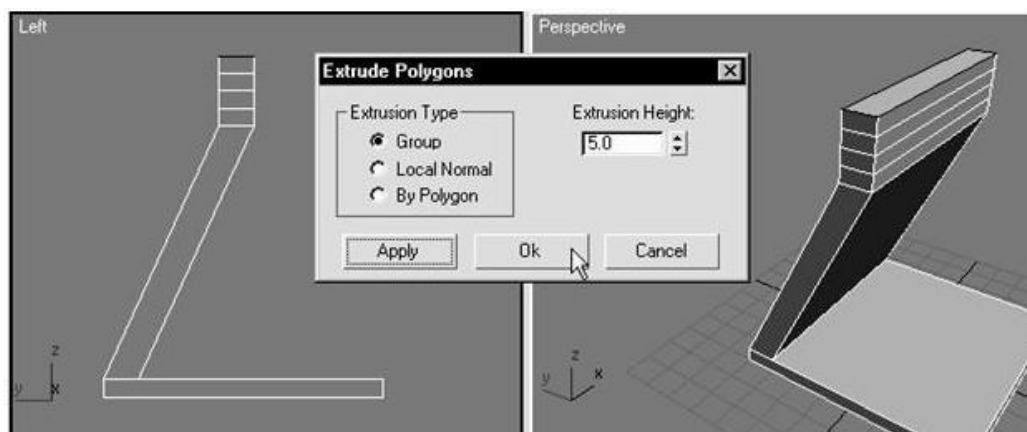 Left
Perspective
Extrude Polygons
Extrusion Type
Group
Local Normal
By Polygon
Extrusion Height:
5.0
Apply
Ok
Cancel
z
y
x
z
y
x